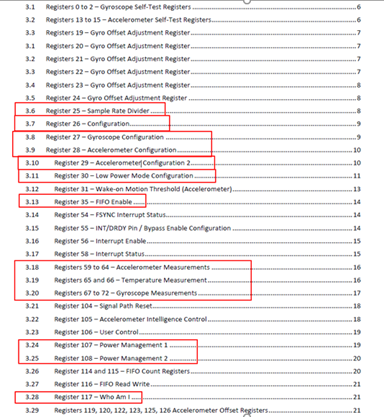 3.1 Registers 0 to 2 – Gyroscope Self-Test Registers 6
3.2 Registers 13 to 15 – Accelerometer Self-Test Registers 6
3.3 Registers 19 – Gyro Offset Adjustment Register 7
3.1 Registers 20 – Gyro Offset Adjustment Register 7
3.2 Registers 21 – Gyro Offset Adjustment Register 7
3.3 Registers 22 – Gyro Offset Adjustment Register 7
3.4 Registers 23 – Gyro Offset Adjustment Register 8
3.5 Register 24 – Gyro Offset Adjustment Register 8
3.6 Register 25 – Sample Rate Divider 8
3.7 Register 26 – Configuration 9
3.8 Register 27 – Gyroscope Configuration 9
3.9 Register 28 – Accelerometer Configuration 10
3.10 Register 29 – Accelerometer Configuration 2 10
3.11 Register 30 – Low Power Mode Configuration 11
3.12 Register 31 – Wake-on Motion Threshold (Accelerometer) 13
3.13 Register 35 – FIFO Enable 14
3.14 Register 54 – FSYNC Interrupt Status 14
3.15 Register 55 – INT/DRDY Pin / Bypass Enable Configuration 14
3.16 Register 56 – Interrupt Enable 15
3.17 Register 58 – Interrupt Status 15
3.18 Registers 59 to 64 – Accelerometer Measurements 16
3.19 Registers 65 and 66 – Temperature Measurement 16
3.20 Registers 67 to 72 – Gyroscope Measurements 17
3.21 Register 104 – Signal Path Reset 18
3.22 Register 105 – Accelerometer Intelligence Control 18
3.23 Register 106 – User Control 19
3.24 Register 107 – Power Management 1 19
3.25 Register 108 – Power Management 2 20
3.26 Register 114 and 115 – FIFO Count Registers 20
3.27 Register 116 – FIFO Read Write 21
3.28 Register 117 – Who Am I 21
3.29 Registers 119, 120, 122, 123, 125, 126 Accelerometer Offset Registers 21